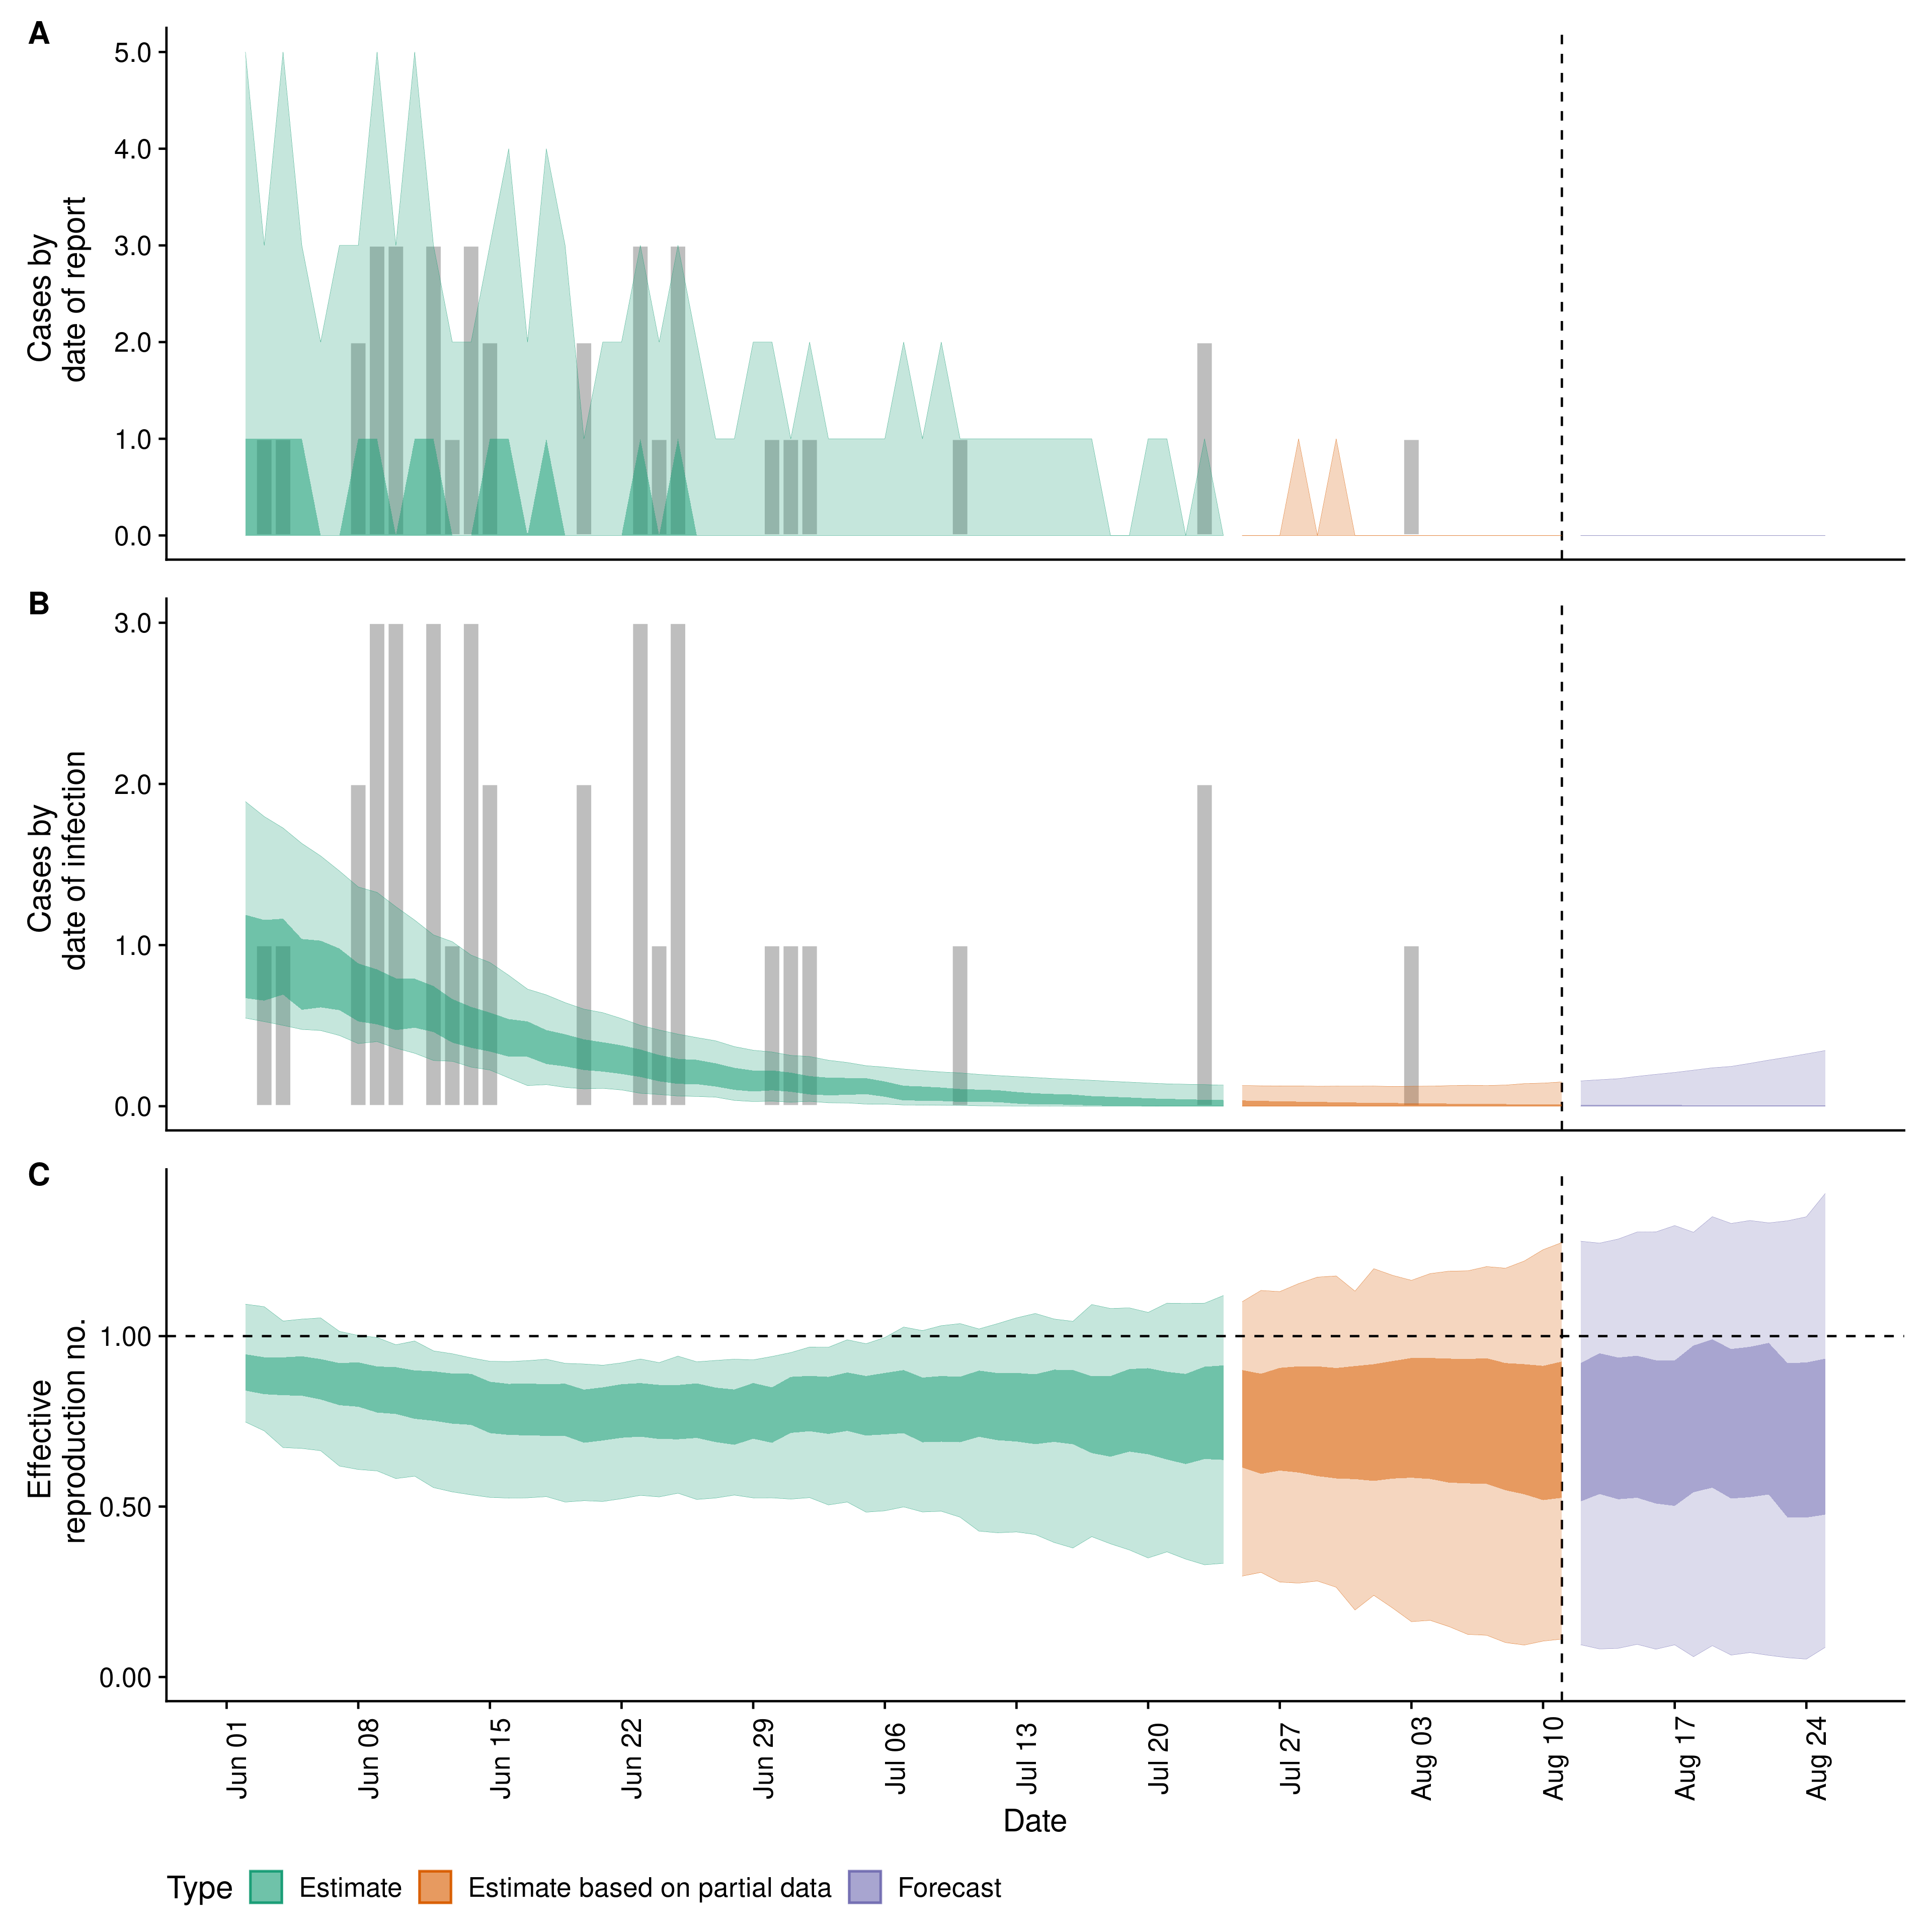 A
5.0
4.0
3.0
2.0
1.0
0.0
Cases by
date of report
B
3.0
2.0
1.0
0.0
Cases by
date of infection
C
1.00
0.50
0.00
Effective
reproduction no.
Jun 01
Jun 08
Jun 15
Jun 22
Jun 29
Jul 06
Jul 13
Jul 20
Jul 27
Aug 03
Aug 10
Aug 17
Aug 24
Date
Type Estimate Estimate based on partial data Forecast